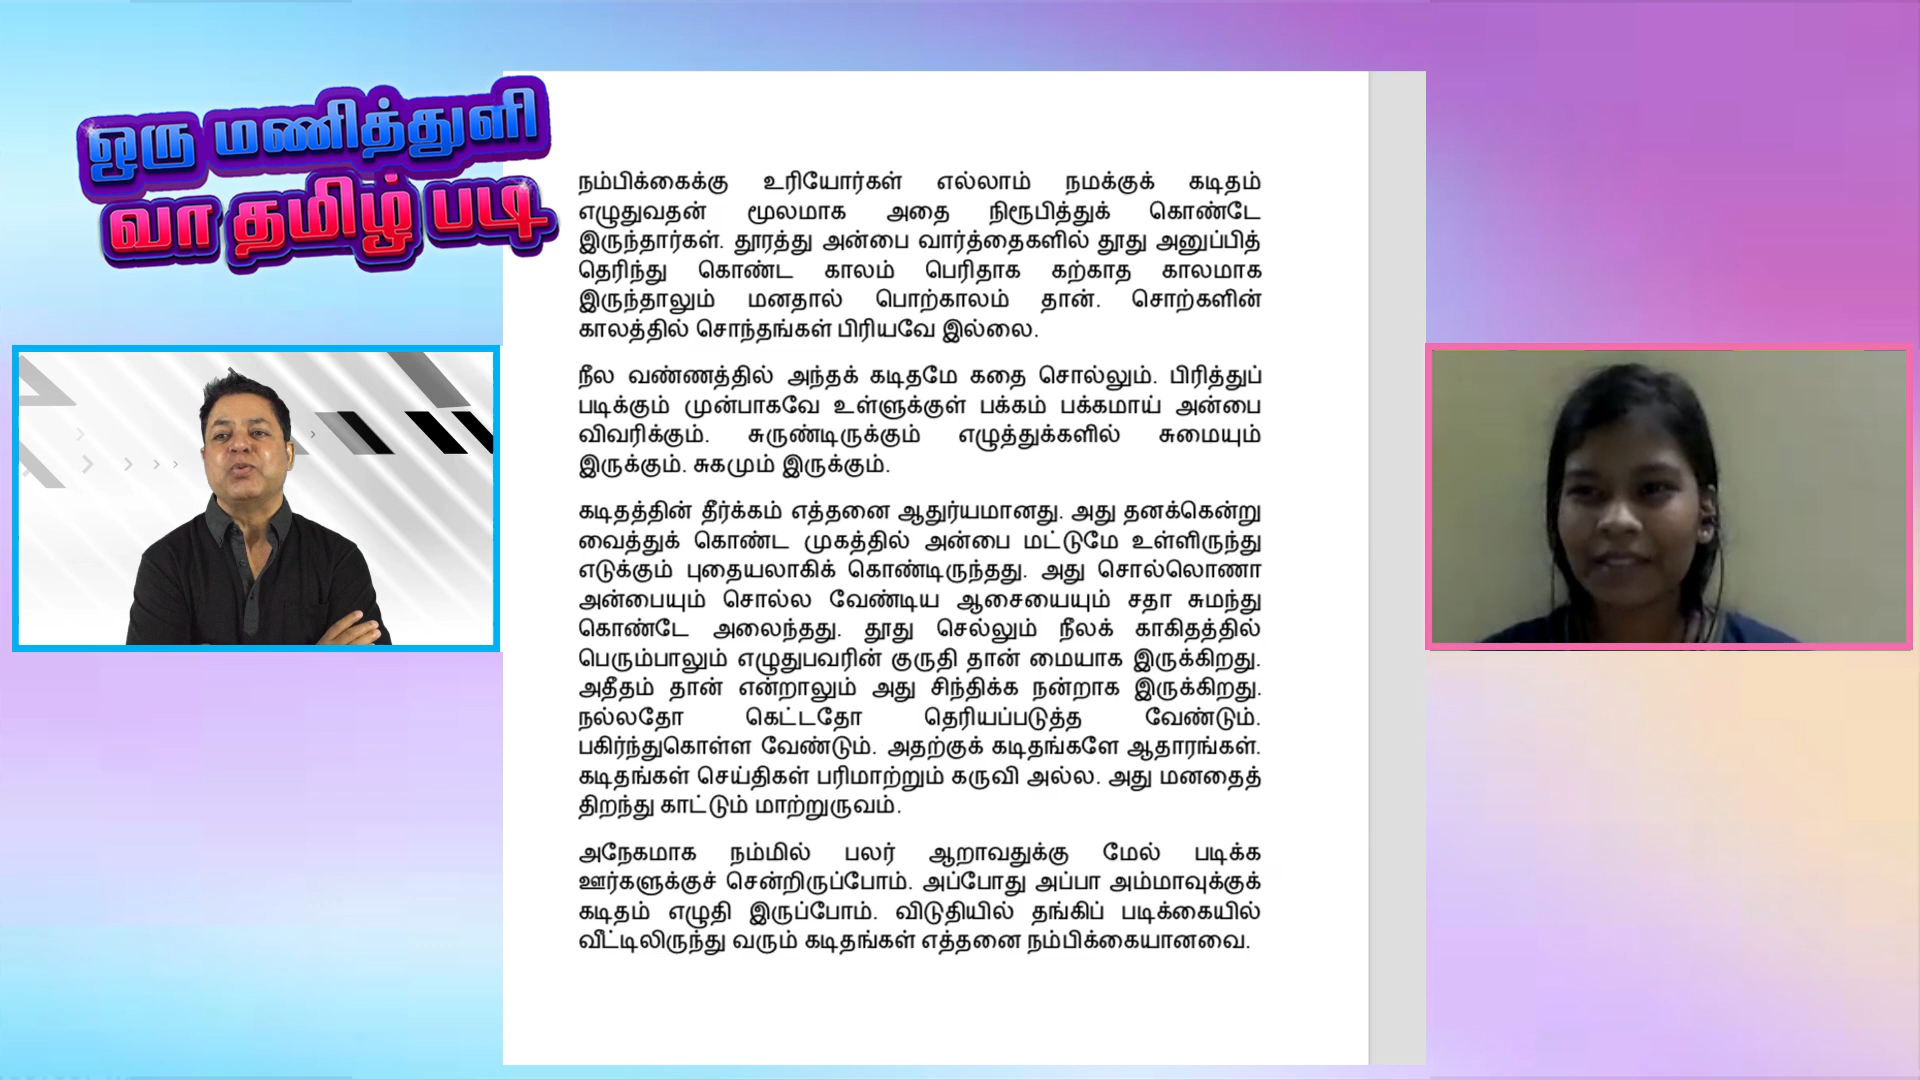 ஒரு மணித்துளி
வா தமிழ் படி
நம்பிக்கைக்கு உரியோர்கள் எல்லாம் நமக்குக் கடிதம்
எழுதுவதன் மூலமாக அதை நிரூபித்துக் கொண்டே
இருந்தார்கள். தூரத்து அன்பை வார்த்தைகளில் தூது அனுப்பித்
தெரிந்து கொண்ட காலம் பெரிதாக கற்காத காலமாக
இருந்தாலும் மனதால் பொற்காலம் தான். சொற்களின்
காலத்தில் சொந்தங்கள் பிரியவே இல்லை.
நீல வண்ணத்தில் அந்தக் கடிதமே கதை சொல்லும். பிரித்துப்
படிக்கும் முன்பாகவே உள்ளுக்குள் பக்கம் பக்கமாய் அன்பை
விவரிக்கும். சுருண்டிருக்கும் எழுத்துக்களில் சுமையும்
இருக்கும். சுகமும் இருக்கும்.
கடிதத்தின் தீர்க்கம் எத்தனை ஆதுர்யமானது. அது தனக்கென்று
வைத்துக் கொண்ட முகத்தில் அன்பை மட்டுமே உள்ளிருந்து
எடுக்கும் புதையலாகிக் கொண்டிருந்தது. அது சொல்லொணா
அன்பையும் சொல்ல வேண்டிய ஆசையையும் சதா சுமந்து
கொண்டே அலைந்தது. தூது செல்லும் நீலக் காகிதத்தில்
பெரும்பாலும் எழுதுபவரின் குருதி தான் மையாக இருக்கிறது.
அதீதம் தான் என்றாலும் அது சிந்திக்க நன்றாக இருக்கிறது.
நல்லதோ கெட்டதோ தெரியப்படுத்த வேண்டும்.
பகிர்ந்துகொள்ள வேண்டும். அதற்குக் கடிதங்களே ஆதாரங்கள்.
கடிதங்கள் செய்திகள் பரிமாற்றும் கருவி அல்ல. அது மனதைத்
திறந்து காட்டும் மாற்றுருவம்.
அநேகமாக நம்மில் பலர் ஆறாவதுக்கு மேல் படிக்க
ஊர்களுக்குச் சென்றிருப்போம். அப்போது அப்பா அம்மாவுக்குக்
கடிதம் எழுதி இருப்போம். விடுதியில் தங்கிப் படிக்கையில்
வீட்டிலிருந்து வரும் கடிதங்கள் எத்தனை நம்பிக்கையானவை.